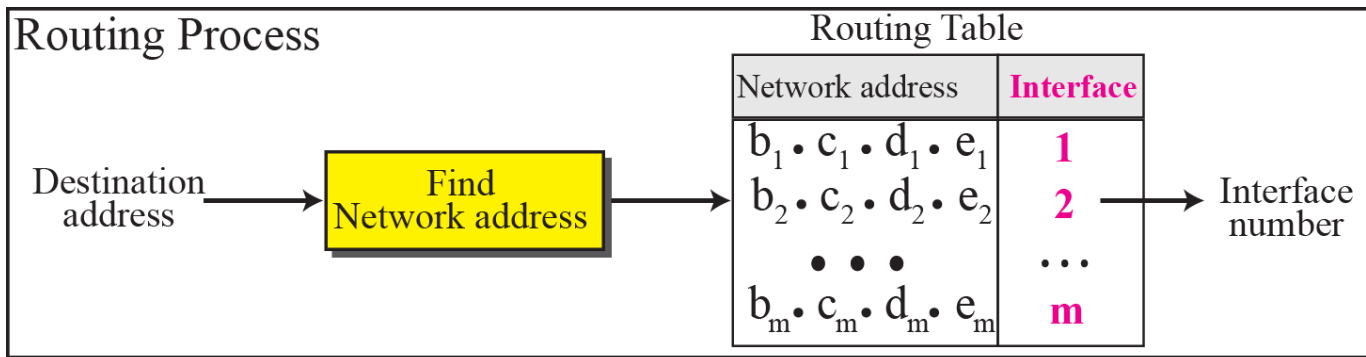 Routing Process
Routing Table
Network address Interface
b₁ . c₁ . d₁ . e₁ 1
Destination
address
Find
Network address
b₂ . c₂ . d₂ . e₂ 2
Interface
number
• • • ...
bₘ . cₘ . dₘ . eₘ m